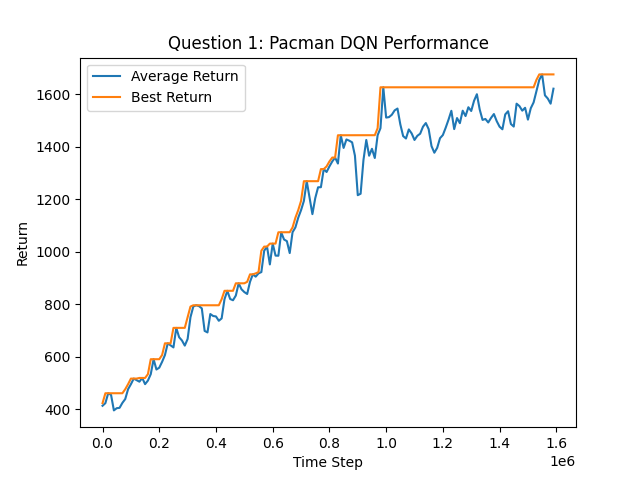 Question 1: Pacman DQN Performance
Average Return
Best Return
1600
1400
1200
1000
800
600
400
Return
0.0 0.2 0.4 0.6 0.8 1.0 1.2 1.4 1.6
1e6
Time Step